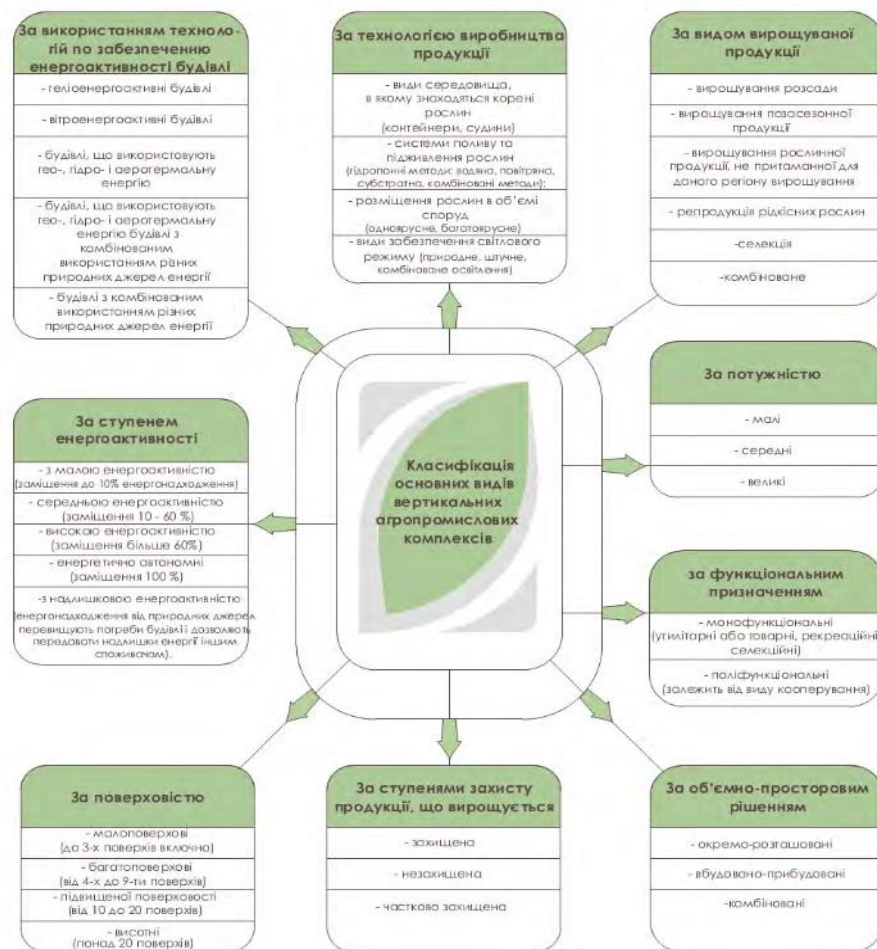 За використанням техноло-
гій по забезпеченню
енергоактивності будівлі
- геліоенергоактивні будівлі
- вітроенергоактивні будівлі
- будівлі, що використовують
гео-, гідро- і аеротермальну
енергію
- будівлі, що використовують
гео-, гідро- і аеротермальну
енергію будівлі з
комбінованим
використанням різних
природних джерел енергії
- будівлі з комбінованим
використанням різних
природних джерел енергії
За технологією виробництва
продукції
- види середовища,
в якому знаходяться корені
рослин
(контейнери, судини)
- системи поливу та
підживлення рослин
(гідропонні методи: водяна, повітряна,
субстратна, комбіновані методи);
- розміщення рослин в об'ємі
споруд
(одноярусне, багатоярусне)
- види забезпечення світлового
режиму (природне, штучне,
комбіноване освітлення)
За видом вирощуваної
продукції
- вирощування розсади
- вирощування позасезонної
продукції
- вирощування рослинної
продукції, не притаманної для
даного регіону вирощування
- репродукція рідкісних рослин
-селекція
-комбіноване
За ступенем
енергоактивності
- з малою енергоактивністю
(заміщення до 10% енергонадходження)
- середньою енергоактивністю
(заміщення 10 - 60 %)
- високою енергоактивністю
(заміщення більше 60%)
- енергетично автономні
(заміщення 100 %)
-з надлишковою енергоактивністю
(енергонадходження від природних джерел
перевищують потреби будівлі і дозволяють
передавати надлишки енергії іншим
споживачам).
Класифікація
основних видів
вертикальних
агропромислових
комплексів
За потужністю
- малі
- середні
- великі
за функціональним
призначенням
- монофункціональні
(утилітарні або товарні, рекреаційні
селекційні)
- поліфункціональні
(залежить від виду кооперування)
За поверховістю
- малоповерхові
(до 3-х поверхів включно)
- багатоповерхові
(від 4-х до 9-ти поверхів)
- підвищеної поверховості
(від 10 до 20 поверхів)
- висотні
(понад 20 поверхів)
За ступенями захисту
продукції, що вирощується
- захищена
- незахищена
- частково захищена
За об'ємно-просторовим
рішенням
- окремо-розташовані
- вбудовано-прибудовані
-комбіновані